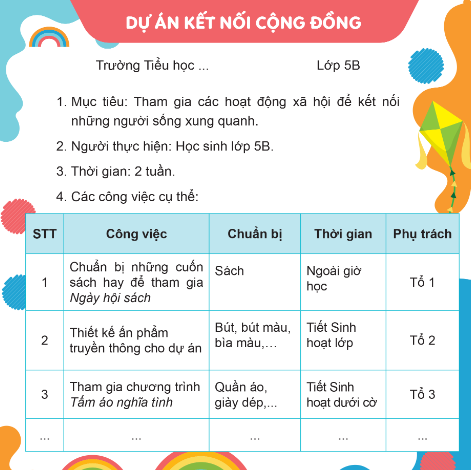 DỰ ÁN KẾT NỐI CỘNG ĐỒNG
Trường Tiểu học ... Lớp 5B
1. Mục tiêu: Tham gia các hoạt động xã hội để kết nối
những người sống xung quanh.
2. Người thực hiện: Học sinh lớp 5B.
3. Thời gian: 2 tuần.
4. Các công việc cụ thể:
STT Công việc Chuẩn bị Thời gian Phụ trách
1 Chuẩn bị những cuốn sách hay để tham gia Ngày hội sách Sách Ngoài giờ học Tổ 1
2 Thiết kế ấn phẩm truyền thông cho dự án Bút, bút màu, bìa màu,... Tiết Sinh hoạt lớp Tổ 2
3 Tham gia chương trình Tấm áo nghĩa tình Quần áo, giày dép,... Tiết Sinh hoạt dưới cờ Tổ 3
... ... ... ... ...